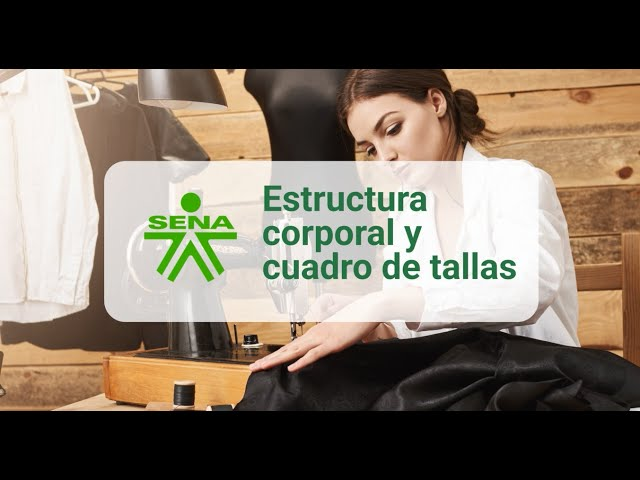 SENA
Estructura
corporal y
cuadro de tallas